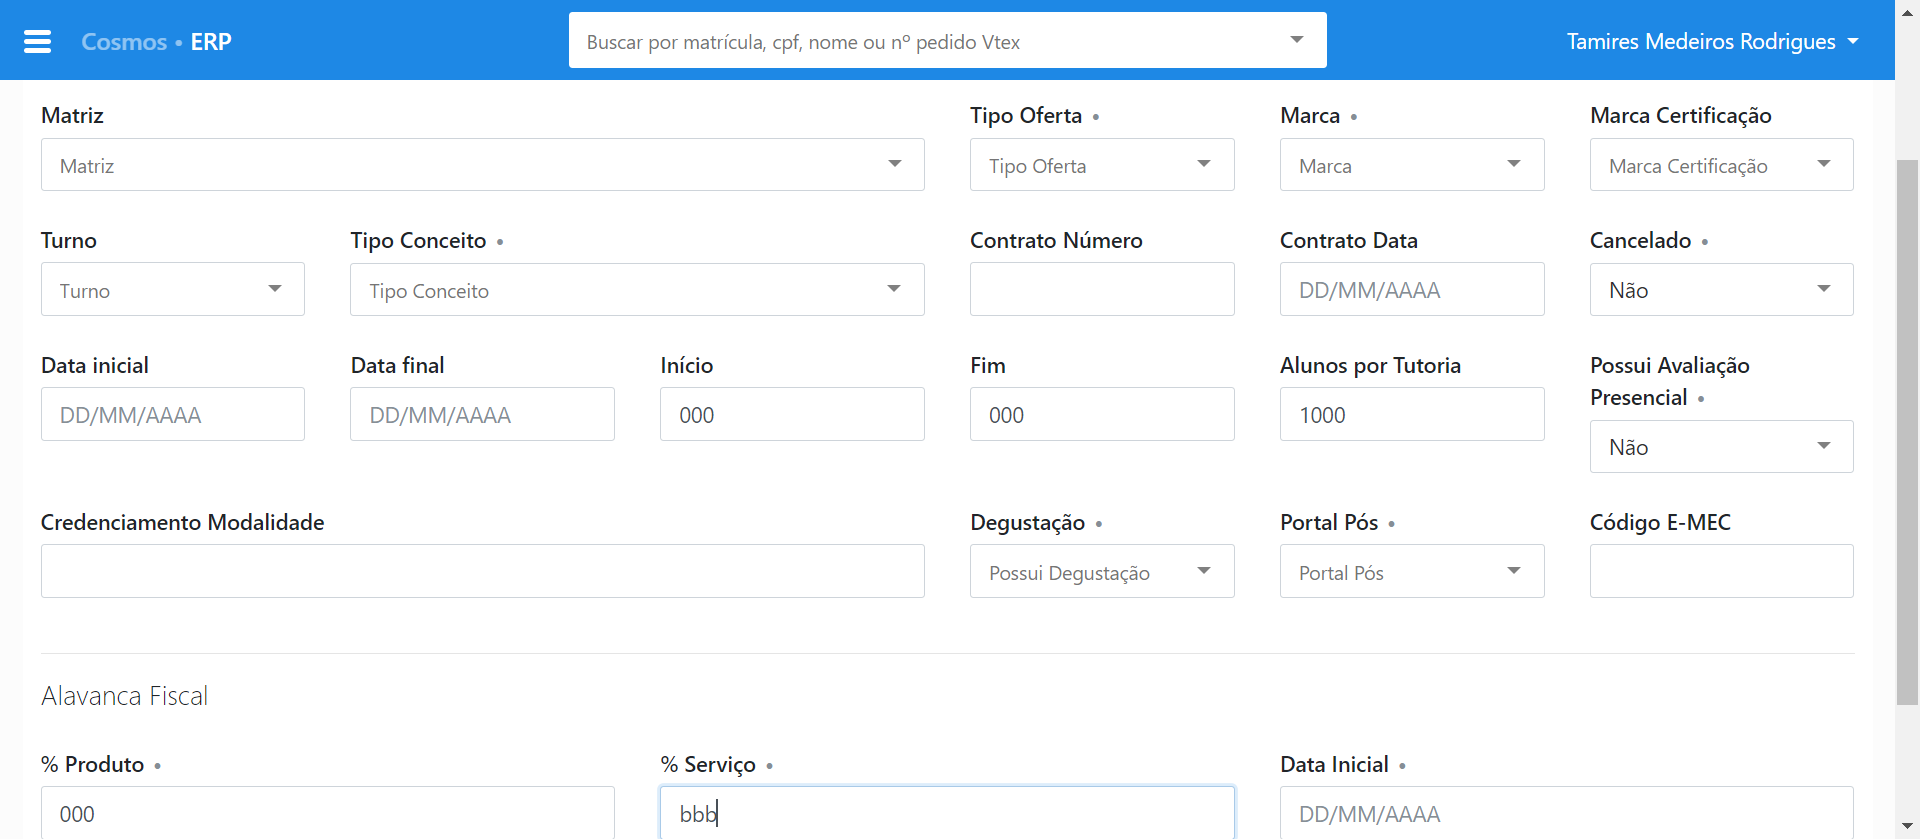 Cosmos • ERP
Buscar por matrícula, cpf, nome ou nº pedido Vtex
Tamires Medeiros Rodrigues
Matriz
Tipo Oferta •
Marca •
Marca Certificação
Matriz
Tipo Oferta
Marca
Marca Certificação
Turno
Tipo Conceito •
Contrato Número
Contrato Data
Cancelado •
Turno
Tipo Conceito
DD/MM/AAAA
Não
Data inicial
Data final
Início
Fim
Alunos por Tutoria
Possui Avaliação
Presencial •
DD/MM/AAAA
DD/MM/AAAA
000
000
1000
Não
Credenciamento Modalidade
Degustação •
Portal Pós •
Código E-MEC
Possui Degustação
Portal Pós
Alavanca Fiscal
% Produto •
% Serviço •
Data Inicial •
000
bbb
DD/MM/AAAA